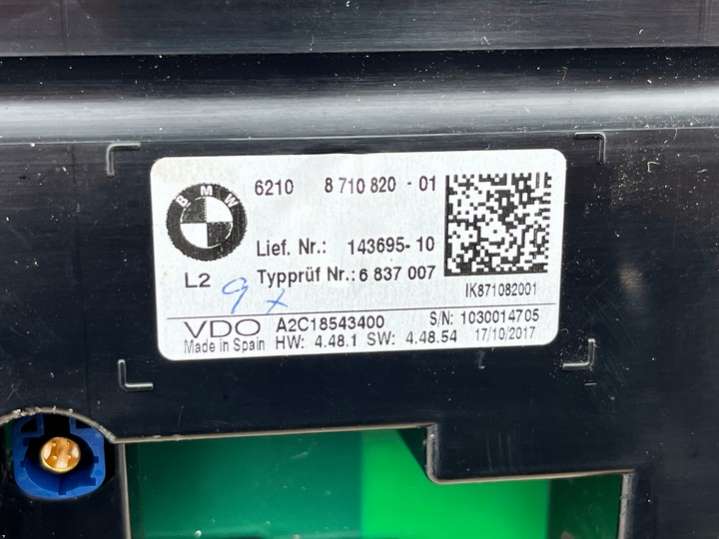 BMW
6210 8 710 820 - 01
Lief. Nr.: 143695-10
L2 Typprüf Nr.: 6 837 007
9x
IK871082001
VDO A2C18543400 S/N: 1030014705
Made in Spain HW: 4.48.1 SW: 4.48.54 17/10/2017